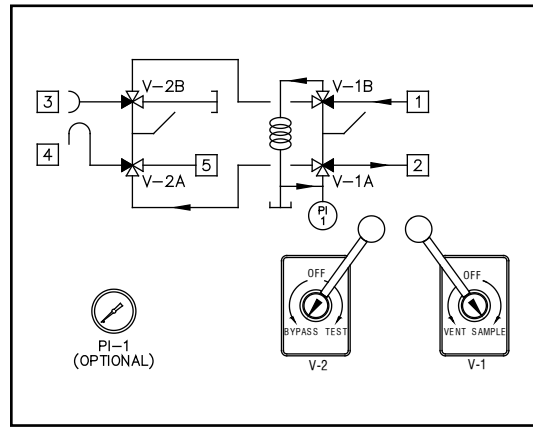 V-2B
V-1B
3
1
4
5
2
V-2A
V-1A
PI
1
OFF
BYPASS TEST
V-2
OFF
VENT SAMPLE
V-1
PI-1
(OPTIONAL)